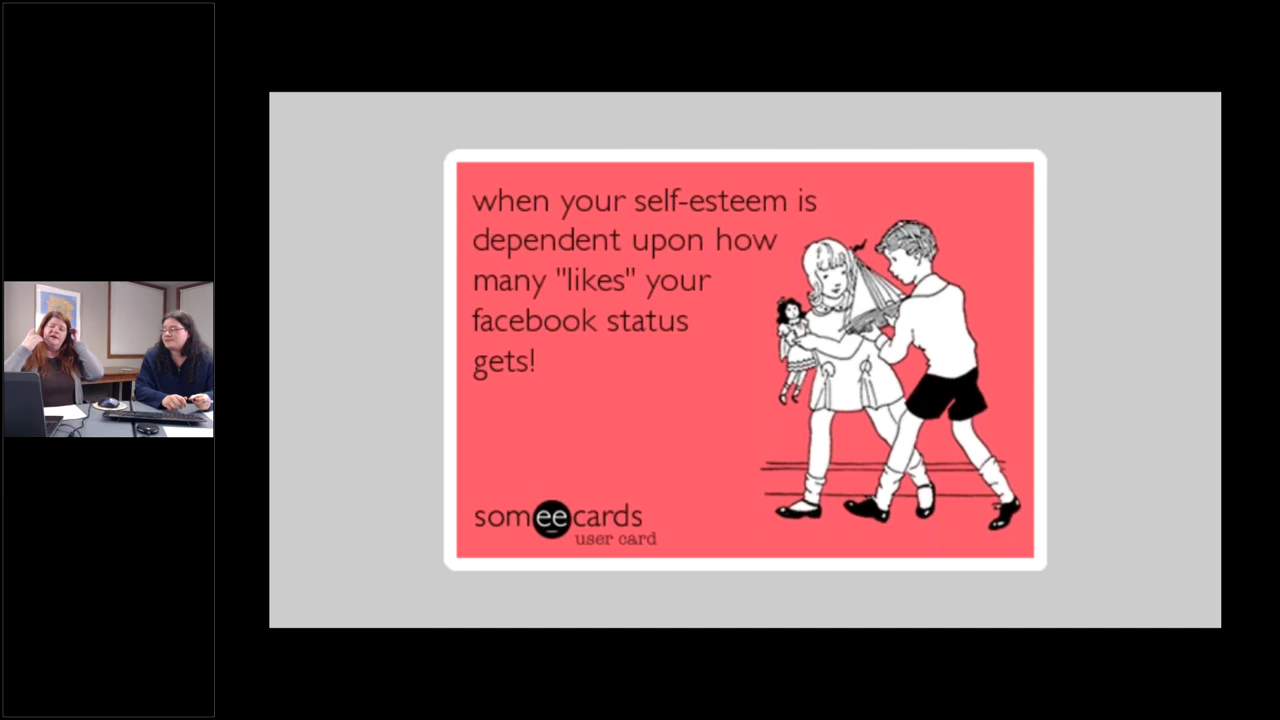 when your self-esteem is
dependent upon how
many "likes" your
facebook status
gets!
someecards
user card